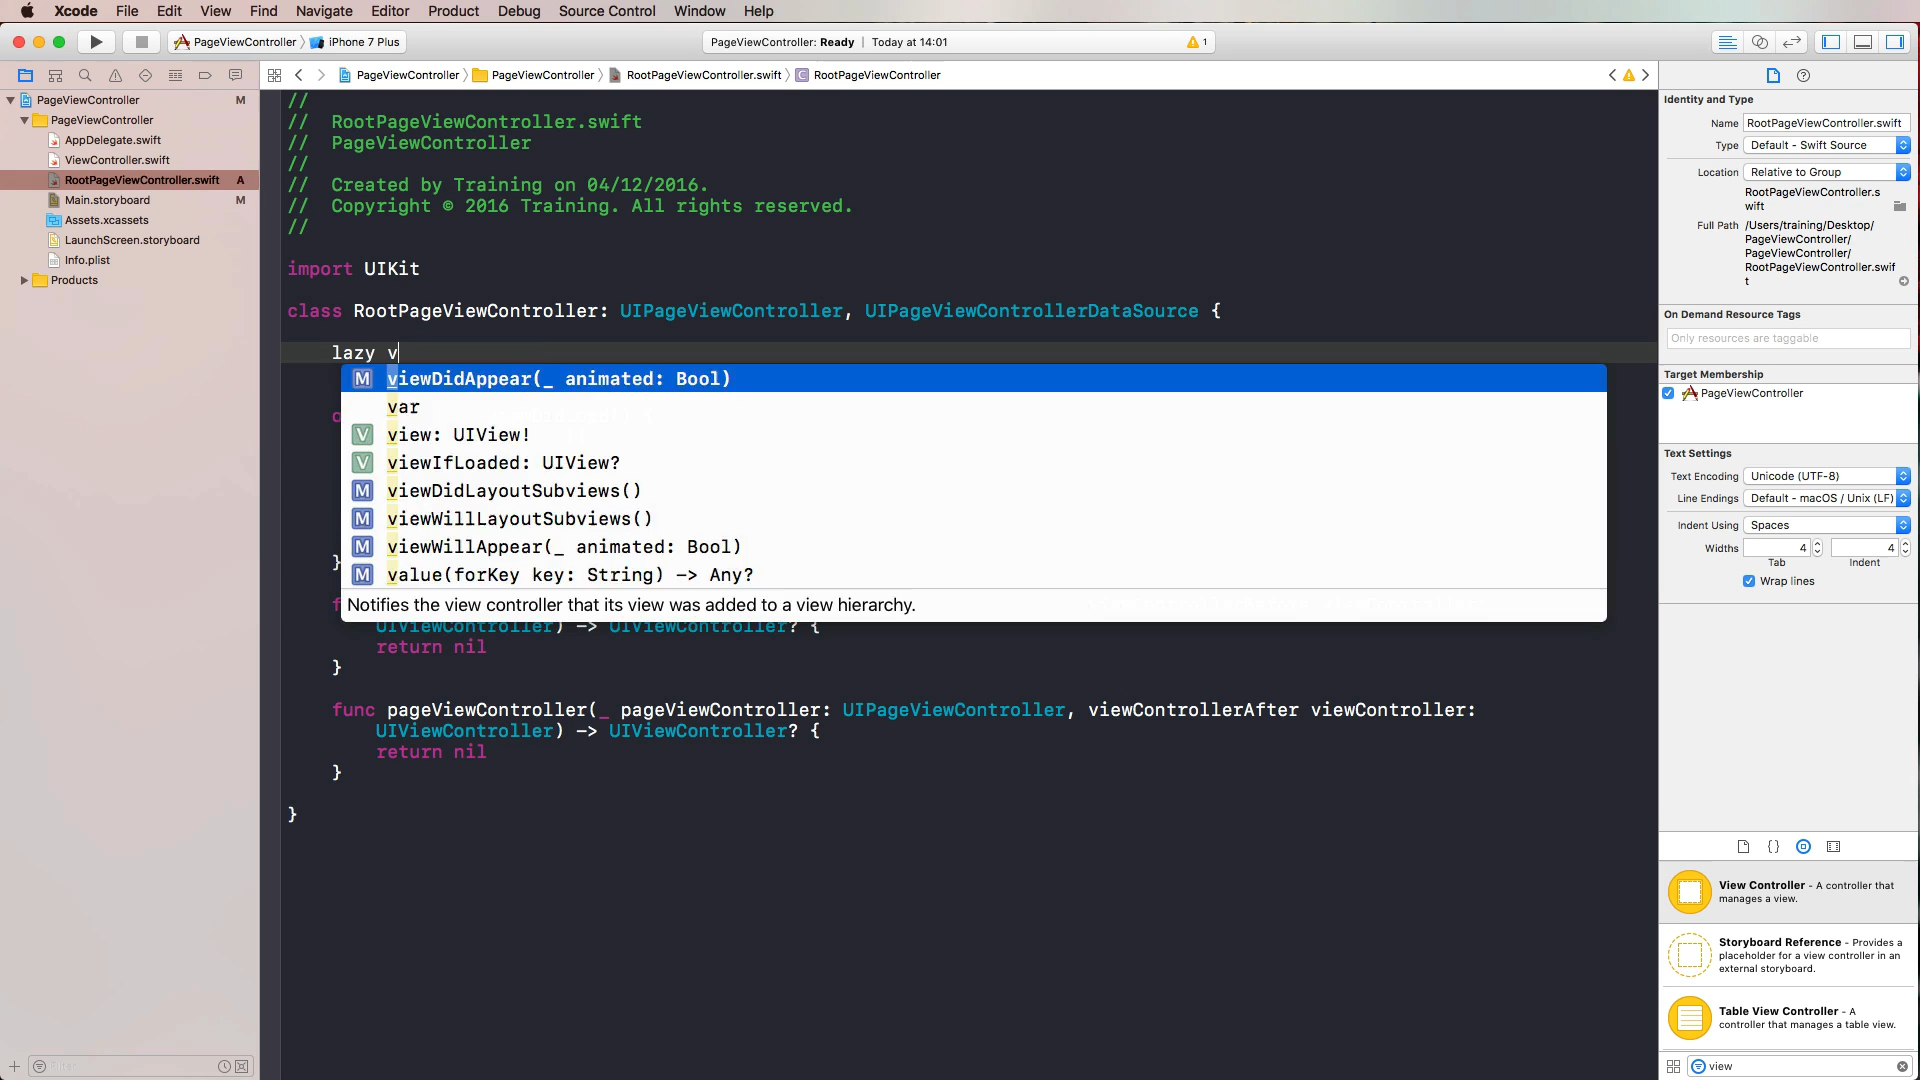 Xcode File Edit View Find Navigate Editor Product Debug Source Control Window Help
PageViewController iPhone 7 Plus
PageViewController: Ready | Today at 14:01
1
PageViewController PageViewController RootPageViewController.swift RootPageViewController
PageViewController M
PageViewController
AppDelegate.swift
ViewController.swift
RootPageViewController.swift A
Main.storyboard M
Assets.xcassets
LaunchScreen.storyboard
Info.plist
Products
Filter
//
// RootPageViewController.swift
// PageViewController
//
// Created by Training on 04/12/2016.
// Copyright © 2016 Training. All rights reserved.
//
import UIKit
class RootPageViewController: UIPageViewController, UIPageViewControllerDataSource {
lazy v
M viewDidAppear(_ animated: Bool)
var
V view: UIView!
V viewIfLoaded: UIView?
M viewDidLayoutSubviews()
M viewWillLayoutSubviews()
M viewWillAppear(_ animated: Bool)
M value(forKey key: String) -> Any?
Notifies the view controller that its view was added to a view hierarchy.
}
UIViewController) -> UIViewController? {
return nil
}
func pageViewController(_ pageViewController: UIPageViewController, viewControllerAfter viewController:
UIViewController) -> UIViewController? {
return nil
}
}
Identity and Type
Name RootPageViewController.swift
Type Default - Swift Source
Location Relative to Group
RootPageViewController.s
wift
Full Path /Users/training/Desktop/
PageViewController/
PageViewController/
RootPageViewController.swif
t
On Demand Resource Tags
Only resources are taggable
Target Membership
PageViewController
Text Settings
Text Encoding Unicode (UTF-8)
Line Endings Default - macOS / Unix (LF)
Indent Using Spaces
Widths 4 4
Tab Indent
Wrap lines
{}
View Controller - A controller that
manages a view.
Storyboard Reference - Provides a
placeholder for a view controller in an
external storyboard.
Table View Controller - A
controller that manages a table view.
view